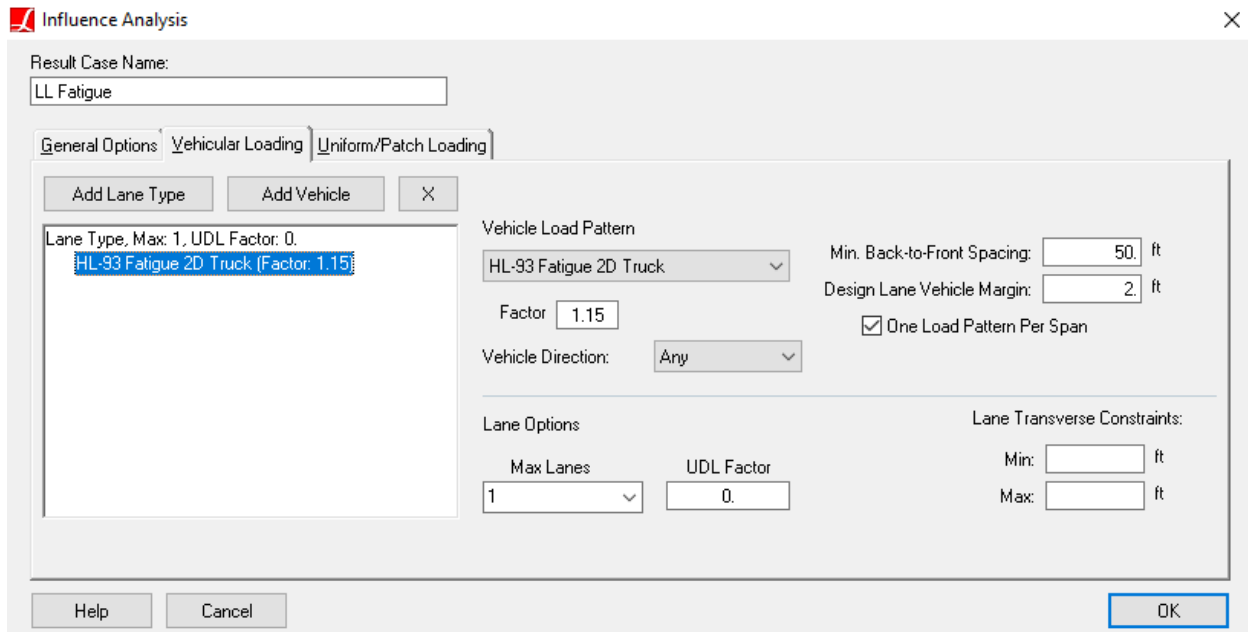 Influence Analysis
Result Case Name:
LL Fatigue
General Options Vehicular Loading Uniform/Patch Loading
Add Lane Type Add Vehicle X
Lane Type, Max: 1, UDL Factor: 0.
HL-93 Fatigue 2D Truck (Factor: 1.15)
Vehicle Load Pattern
HL-93 Fatigue 2D Truck
Factor 1.15
Vehicle Direction: Any
Min. Back-to-Front Spacing: 50. ft
Design Lane Vehicle Margin: 2. ft
One Load Pattern Per Span
Lane Options
Max Lanes UDL Factor
1 0.
Lane Transverse Constraints:
Min: ft
Max: ft
Help Cancel OK